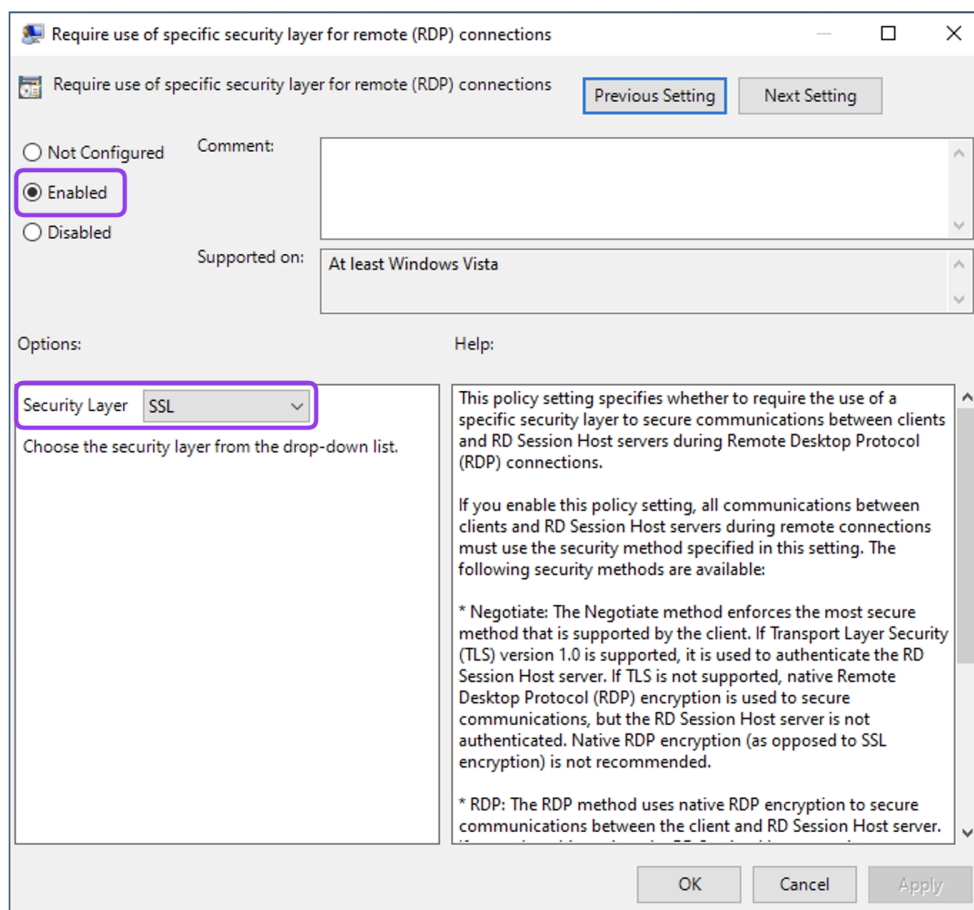 Require use of specific security layer for remote (RDP) connections
Require use of specific security layer for remote (RDP) connections
Previous Setting
Next Setting
Not Configured
Comment:
Enabled
Disabled
Supported on:
At least Windows Vista
Options:
Help:
Security Layer
SSL
Choose the security layer from the drop-down list.
This policy setting specifies whether to require the use of a
specific security layer to secure communications between clients
and RD Session Host servers during Remote Desktop Protocol
(RDP) connections.
If you enable this policy setting, all communications between
clients and RD Session Host servers during remote connections
must use the security method specified in this setting. The
following security methods are available:
* Negotiate: The Negotiate method enforces the most secure
method that is supported by the client. If Transport Layer Security
(TLS) version 1.0 is supported, it is used to authenticate the RD
Session Host server. If TLS is not supported, native Remote
Desktop Protocol (RDP) encryption is used to secure
communications, but the RD Session Host server is not
authenticated. Native RDP encryption (as opposed to SSL
encryption) is not recommended.
* RDP: The RDP method uses native RDP encryption to secure
communications between the client and RD Session Host server.
OK
Cancel
Apply